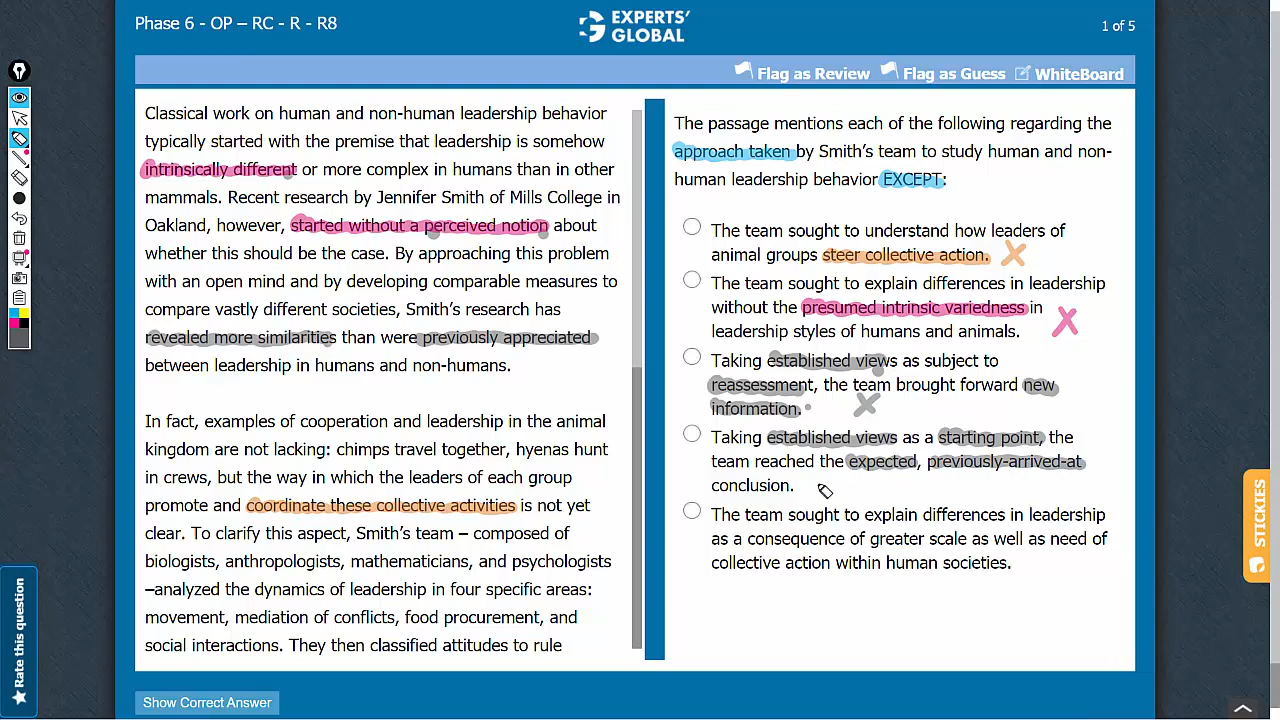 Phase 6 - OP – RC - R - R8
EXPERTS'
GLOBAL
1 of 5
Flag as Review
Flag as Guess
WhiteBoard
Classical work on human and non-human leadership behavior
typically started with the premise that leadership is somehow
intrinsically different or more complex in humans than in other
mammals. Recent research by Jennifer Smith of Mills College in
Oakland, however, started without a perceived notion about
whether this should be the case. By approaching this problem
with an open mind and by developing comparable measures to
compare vastly different societies, Smith's research has
revealed more similarities than were previously appreciated
between leadership in humans and non-humans.
In fact, examples of cooperation and leadership in the animal
kingdom are not lacking: chimps travel together, hyenas hunt
in crews, but the way in which the leaders of each group
promote and coordinate these collective activities is not yet
clear. To clarify this aspect, Smith's team – composed of
biologists, anthropologists, mathematicians, and psychologists
–analyzed the dynamics of leadership in four specific areas:
movement, mediation of conflicts, food procurement, and
social interactions. They then classified attitudes to rule
The passage mentions each of the following regarding the
approach taken by Smith's team to study human and non-
human leadership behavior EXCEPT:
The team sought to understand how leaders of
animal groups steer collective action.
The team sought to explain differences in leadership
without the presumed intrinsic variedness in
leadership styles of humans and animals.
Taking established views as subject to
reassessment, the team brought forward new
information.
Taking established views as a starting point, the
team reached the expected, previously-arrived-at
conclusion.
The team sought to explain differences in leadership
as a consequence of greater scale as well as need of
collective action within human societies.
STICKIES
Rate this question
Show Correct Answer